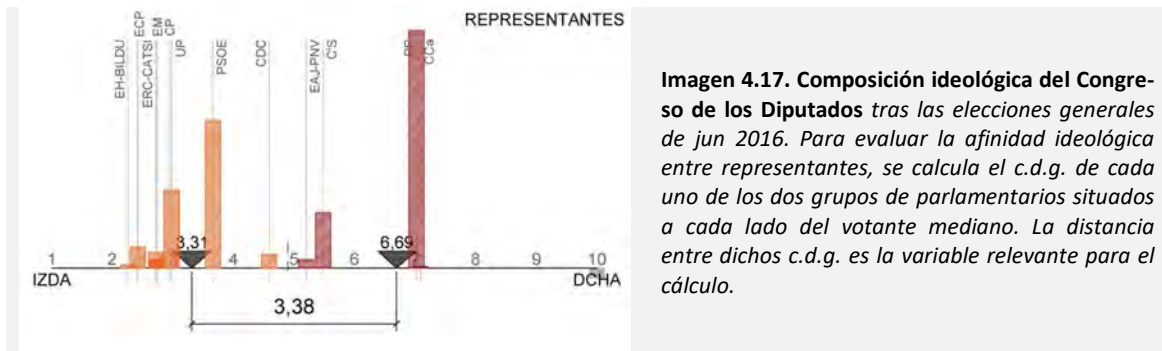 REPRESENTANTES
EH-BILDU
ECP
ERC-CATSI
EM
CP
UP
PSOE
CDC
EAJ-PNV
C'S
PP
CCa
3,31
6,69
1 2 4 5 6 8 9 10
IZDA
DCHA
3,38
Imagen 4.17. Composición ideológica del Congre-
so de los Diputados tras las elecciones generales
de jun 2016. Para evaluar la afinidad ideológica
entre representantes, se calcula el c.d.g. de cada
uno de los dos grupos de parlamentarios situados
a cada lado del votante mediano. La distancia
entre dichos c.d.g. es la variable relevante para el
cálculo.